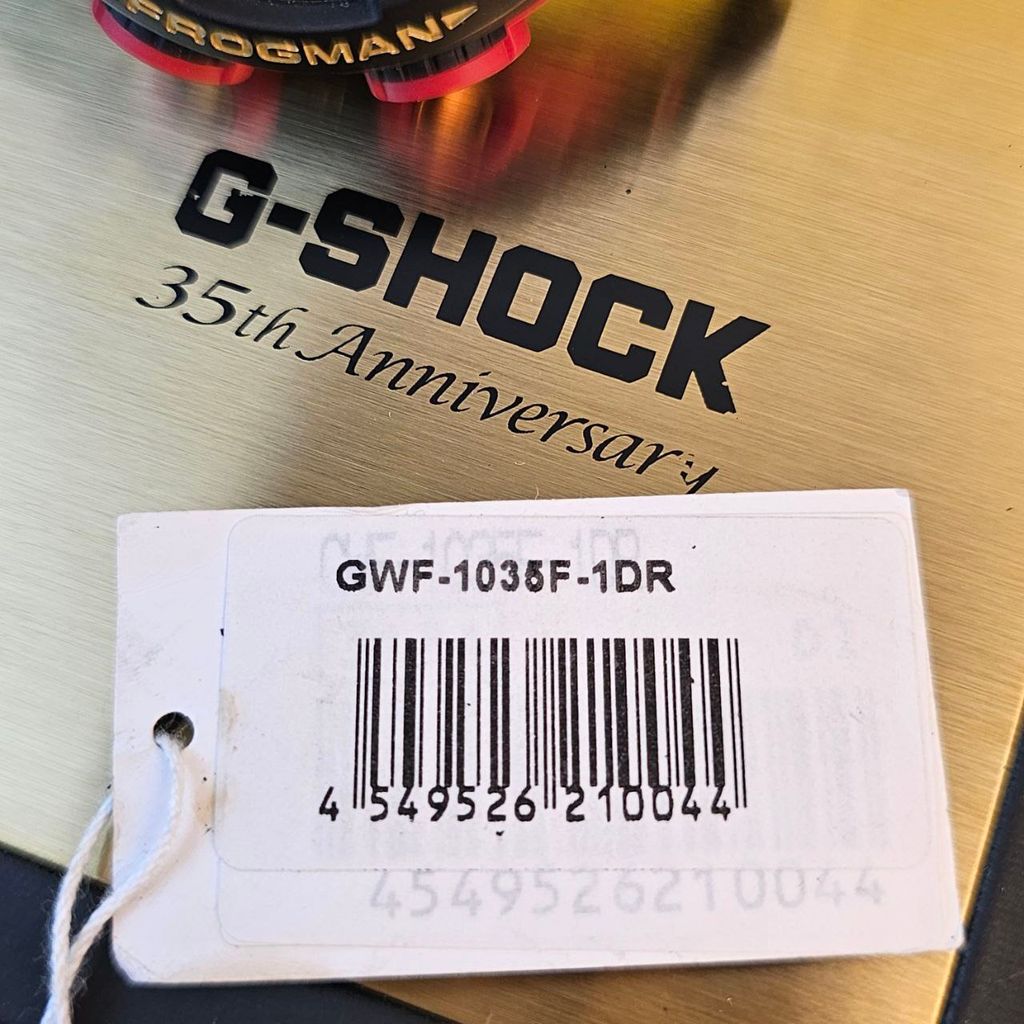 FROGMAN
G-SHOCK
35th Anniversary
GWF-1035F-1DR
4 549526 210044
4549526210044